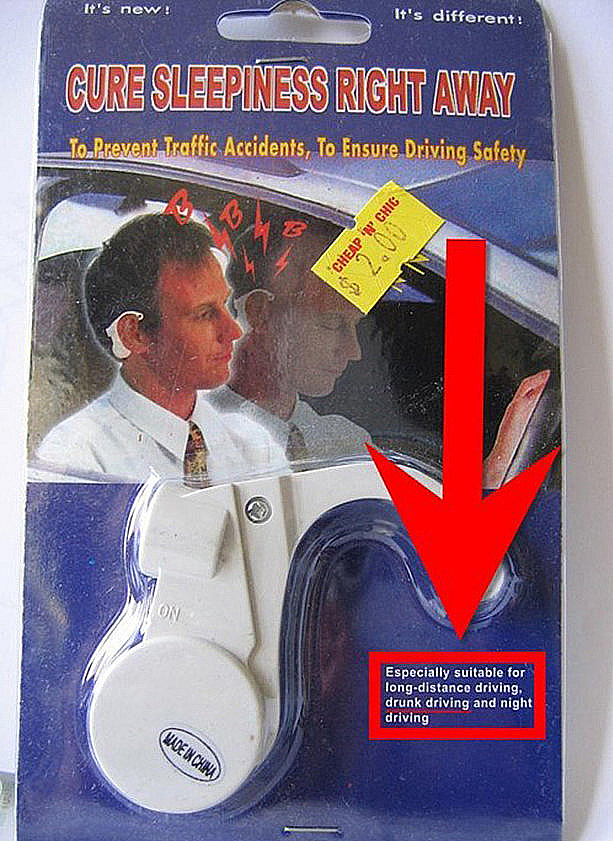 It's new!
It's different!
CURE SLEEPINESS RIGHT AWAY
To Prevent Traffic Accidents, To Ensure Driving Safety
B B B
'CHEAP 'N' CHIC
$2.00
ON
MADE IN CHINA
Especially suitable for
long-distance driving,
drunk driving and night
driving